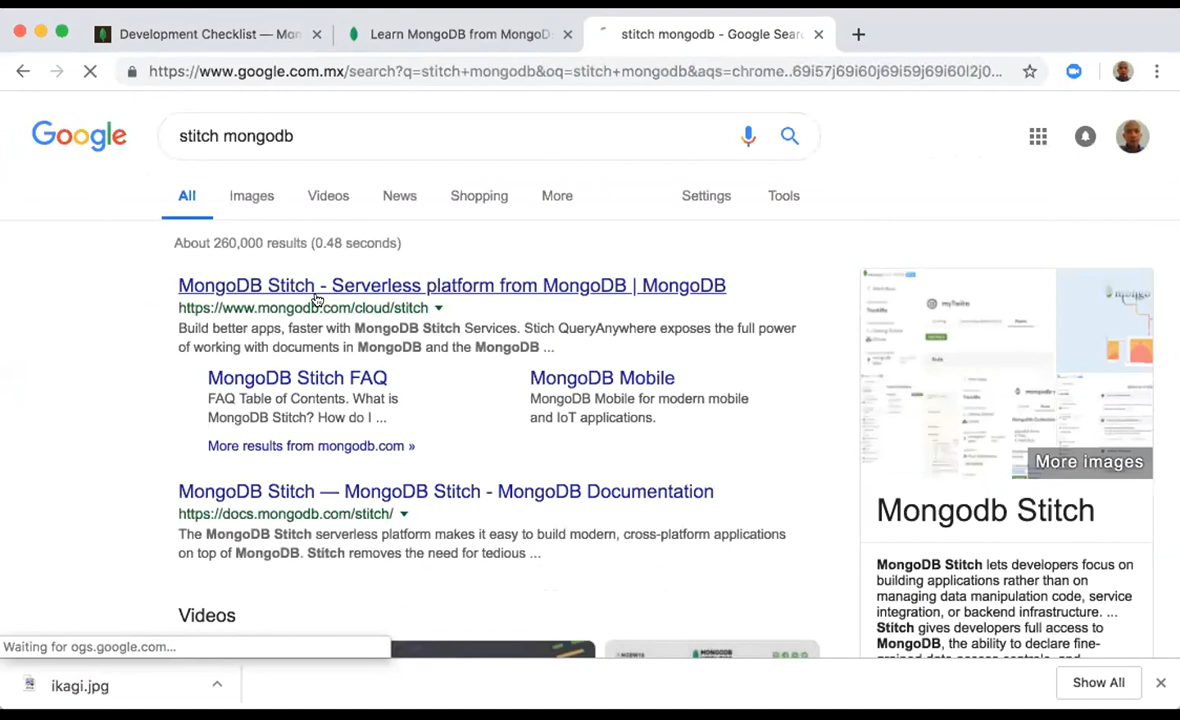 Development Checklist — Mon
Learn MongoDB from MongoD
stitch mongodb - Google Sear
https://www.google.com.mx/search?q=stitch+mongodb&oq=stitch+mongodb&aqs=chrome..69i57j69i60j69i59j69i60l2j0...
Google
stitch mongodb
All Images Videos News Shopping More Settings Tools
About 260,000 results (0.48 seconds)
MongoDB Stitch - Serverless platform from MongoDB | MongoDB
https://www.mongodb.com/cloud/stitch
Build better apps, faster with MongoDB Stitch Services. Stich QueryAnywhere exposes the full power
of working with documents in MongoDB and the MongoDB ...
MongoDB Stitch FAQ
FAQ Table of Contents. What is
MongoDB Stitch? How do I ...
MongoDB Mobile
MongoDB Mobile for modern mobile
and IoT applications.
More results from mongodb.com »
MongoDB Stitch — MongoDB Stitch - MongoDB Documentation
https://docs.mongodb.com/stitch/
The MongoDB Stitch serverless platform makes it easy to build modern, cross-platform applications
on top of MongoDB. Stitch removes the need for tedious ...
Videos
More images
Mongodb Stitch
MongoDB Stitch lets developers focus on
building applications rather than on
managing data manipulation code, service
integration, or backend infrastructure. ...
Stitch gives developers full access to
MongoDB, the ability to declare fine-
Waiting for ogs.google.com...
ikagi.jpg
Show All